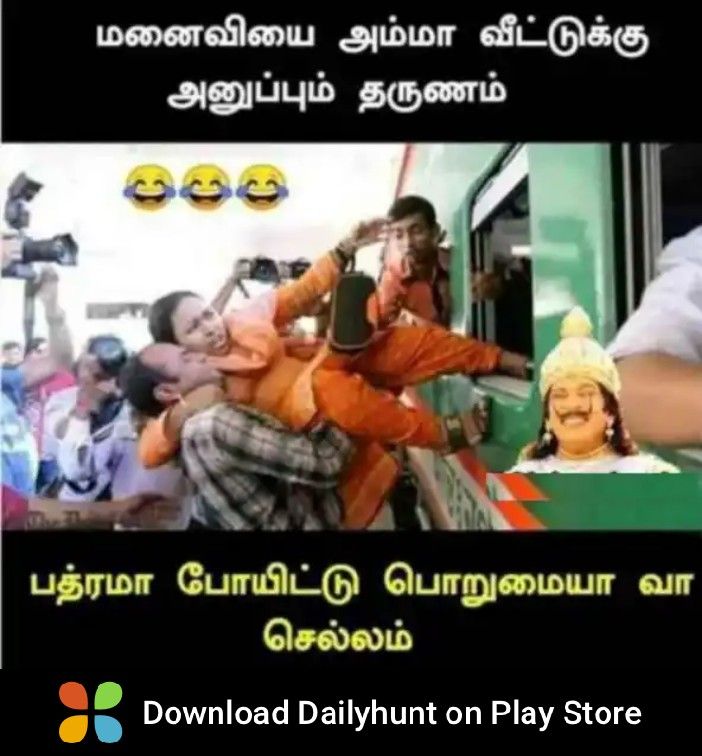 மனைவியை அம்மா வீட்டுக்கு
அனுப்பும் தருணம்
பத்ரமா போயிட்டு பொறுமையா வா
செல்லம்
Download Dailyhunt on Play Store